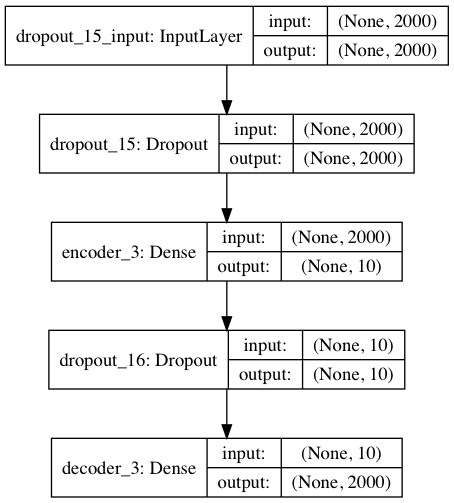 dropout_15_input: InputLayer
input: (None, 2000)
output: (None, 2000)
dropout_15: Dropout
input: (None, 2000)
output: (None, 2000)
encoder_3: Dense
input: (None, 2000)
output: (None, 10)
dropout_16: Dropout
input: (None, 10)
output: (None, 10)
decoder_3: Dense
input: (None, 10)
output: (None, 2000)